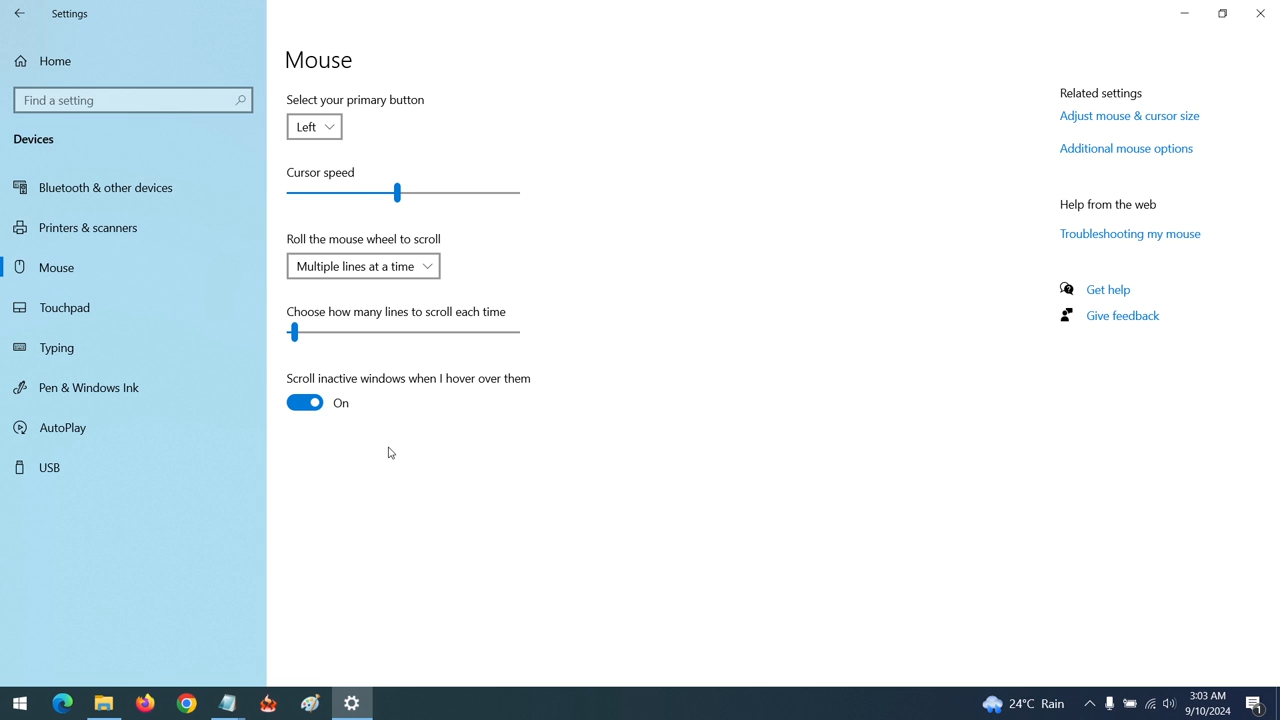 Settings
Home
Find a setting
Devices
Bluetooth & other devices
Printers & scanners
Mouse
Touchpad
Typing
Pen & Windows Ink
AutoPlay
USB
Mouse
Select your primary button
Left
Cursor speed
Roll the mouse wheel to scroll
Multiple lines at a time
Choose how many lines to scroll each time
Scroll inactive windows when I hover over them
On
Related settings
Adjust mouse & cursor size
Additional mouse options
Help from the web
Troubleshooting my mouse
Get help
Give feedback
24°C Rain
3:03 AM
9/10/2024
1